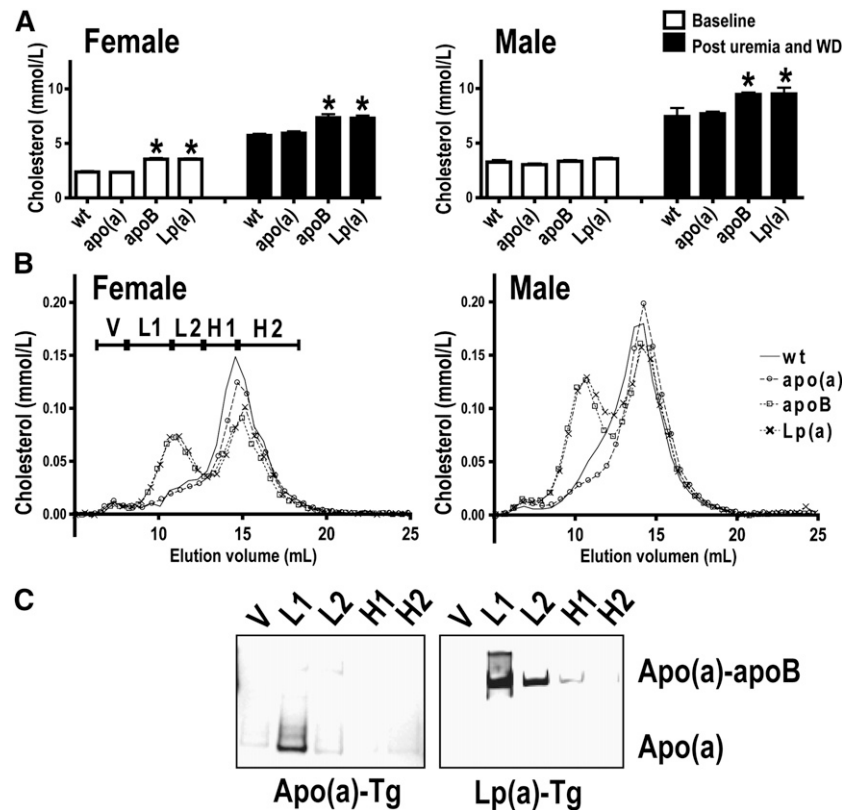 A
Female
Male
Baseline
Post uremia and WD
Cholesterol (mmol/L)
10
5
0
* * * *
wt apo(a) apoB Lp(a) wt apo(a) apoB Lp(a)
Cholesterol (mmol/L)
10
5
0
* *
wt apo(a) apoB Lp(a) wt apo(a) apoB Lp(a)
B
Female
V L1 L2 H1 H2
Cholesterol (mmol/L)
0.20
0.15
0.10
0.05
0.00
10 15 20 25
Elution volume (mL)
Male
Cholesterol (mmol/L)
0.20
0.15
0.10
0.05
0.00
10 15 20 25
Elution volumen (mL)
wt
apo(a)
apoB
Lp(a)
C
V L1 L2 H1 H2
V L1 L2 H1 H2
Apo(a)-apoB
Apo(a)
Apo(a)-Tg
Lp(a)-Tg